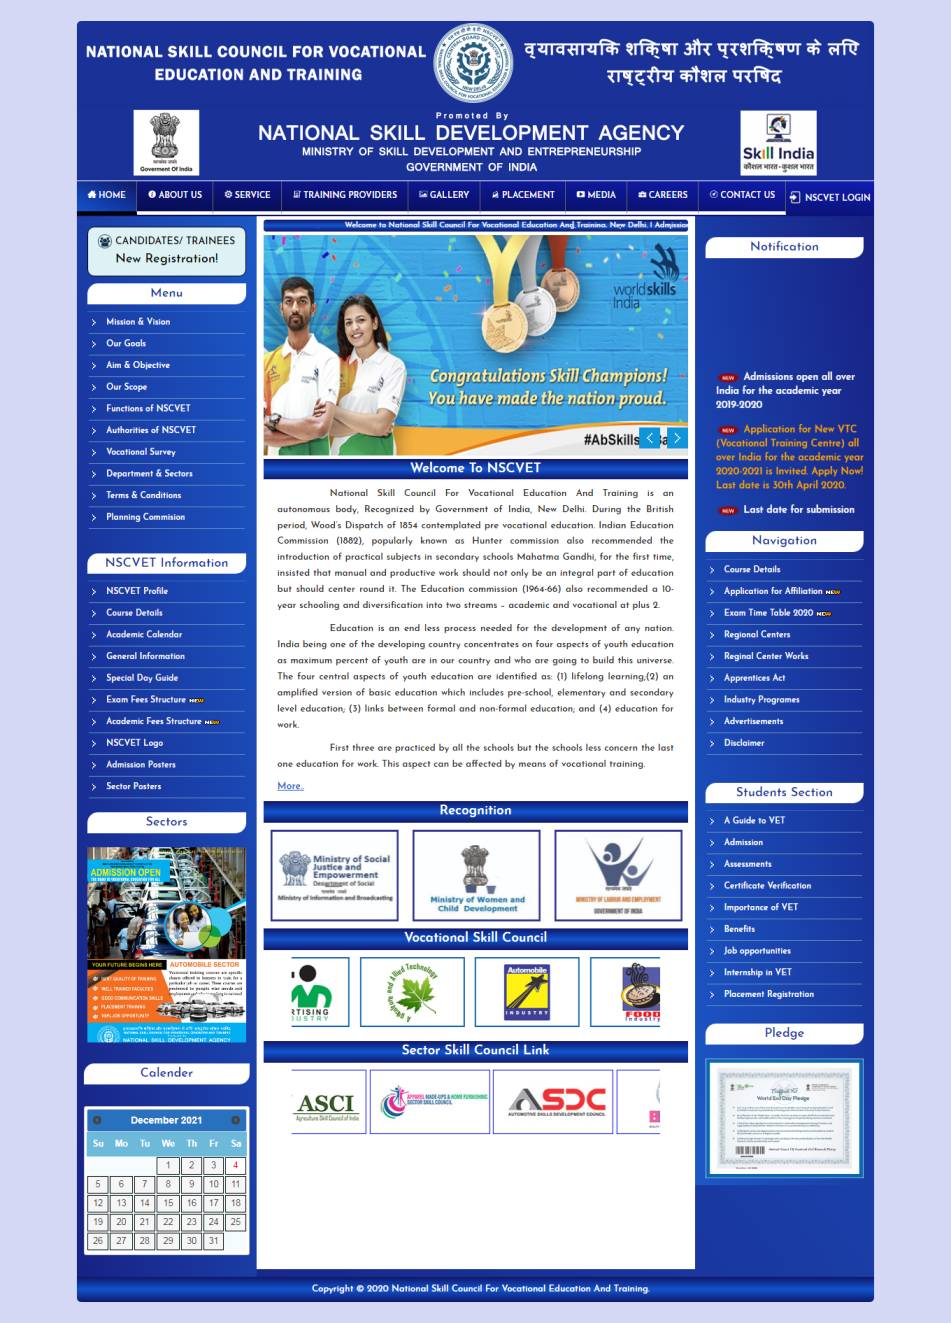 NATIONAL SKILL COUNCIL FOR VOCATIONAL
EDUCATION AND TRAINING
व्यावसायिक शिक्षा और प्रशिक्षण के लिए
राष्ट्रीय कौशल परिषद
Promoted By
NATIONAL SKILL DEVELOPMENT AGENCY
MINISTRY OF SKILL DEVELOPMENT AND ENTREPRENEURSHIP
GOVERNMENT OF INDIA
Government Of India
Skill India
कौशल भारत-कुशल भारत
HOME
ABOUT US
SERVICE
TRAINING PROVIDERS
GALLERY
PLACEMENT
MEDIA
CAREERS
CONTACT US
NSCVET LOGIN
CANDIDATES/ TRAINEES
New Registration!
Menu
Mission & Vision
Our Goals
Aim & Objective
Our Scope
Functions of NSCVET
Authorities of NSCVET
Vocational Survey
Department & Sectors
Terms & Conditions
Planning Commision
NSCVET Information
NSCVET Profile
Course Details
Academic Calendar
General Information
Special Day Guide
Exam Fees Structure NEW
Academic Fees Structure NEW
NSCVET Logo
Admission Posters
Sector Posters
Sectors
ADMISSION OPEN
YOUR FUTURE BEGINS HERE
AUTOMOBILE SECTOR
BEST QUALITY OF TRAINING
WELL TRAINED FACULTIES
GOOD COMMUNICATION SKILLS
PLACEMENT TRAINING
100% JOB OPPORTUNITY
NATIONAL SKILL DEVELOPMENT AGENCY
Calender
December 2021
Su Mo Tu We Th Fr Sa
1 2 3 4
5 6 7 8 9 10 11
12 13 14 15 16 17 18
19 20 21 22 23 24 25
26 27 28 29 30 31
Welcome to National Skill Council For Vocational Education And Training, New Delhi. | Admission
world skills
India
Congratulations Skill Champions!
You have made the nation proud.
#AbSkills
Welcome To NSCVET
National Skill Council For Vocational Education And Training is an
autonomous body, Recognized by Government of India, New Delhi. During the British
period, Wood's Dispatch of 1854 contemplated pre vocational education. Indian Education
Commission (1882), popularly known as Hunter commission also recommended the
introduction of practical subjects in secondary schools Mahatma Gandhi, for the first time,
insisted that manual and productive work should not only be an integral part of education
but should center round it. The Education commission (1964-66) also recommended a 10-
year schooling and diversification into two streams – academic and vocational at plus 2.
Education is an end less process needed for the development of any nation.
India being one of the developing country concentrates on four aspects of youth education
as maximum percent of youth are in our country and who are going to build this universe.
The four central aspects of youth education are identified as: (1) lifelong learning;(2) an
amplified version of basic education which includes pre-school, elementary and secondary
level education; (3) links between formal and non-formal education; and (4) education for
work.
First three are practiced by all the schools but the schools less concern the last
one education for work. This aspect can be affected by means of vocational training.
More..
Recognition
Ministry of Social
Justice and
Empowerment
Department of Social
Ministry of Information and Broadcasting
Ministry of Women and
Child Development
MINISTRY OF LABOUR AND EMPLOYMENT
GOVERNMENT OF INDIA
Vocational Skill Council
RTISING
USTRY
Automobile
INDUSTRY
FOOD
Industry
Sector Skill Council Link
ASCI
Agriculture Skill Council of India
APPAREL MADE-UPS & HOME FURNISHING
SECTOR SKILL COUNCIL
ASDC
AUTOMOTIVE SKILLS DEVELOPMENT COUNCIL
Notification
NEW Admissions open all over
India for the academic year
2019-2020
NEW Application for New VTC
(Vocational Training Centre) all
over India for the academic year
2020-2021 is Invited. Apply Now!
Last date is 30th April 2020.
NEW Last date for submission
Navigation
Course Details
Application for Affiliation NEW
Exam Time Table 2020 NEW
Regional Centers
Reginal Center Works
Apprentices Act
Industry Programes
Advertisements
Disclaimer
Students Section
A Guide to VET
Admission
Assessments
Certificate Verification
Importance of VET
Benefits
Job opportunities
Internship in VET
Placement Registration
Pledge
World End Day Pledge
Copyright © 2020 National Skill Council For Vocational Education And Training.